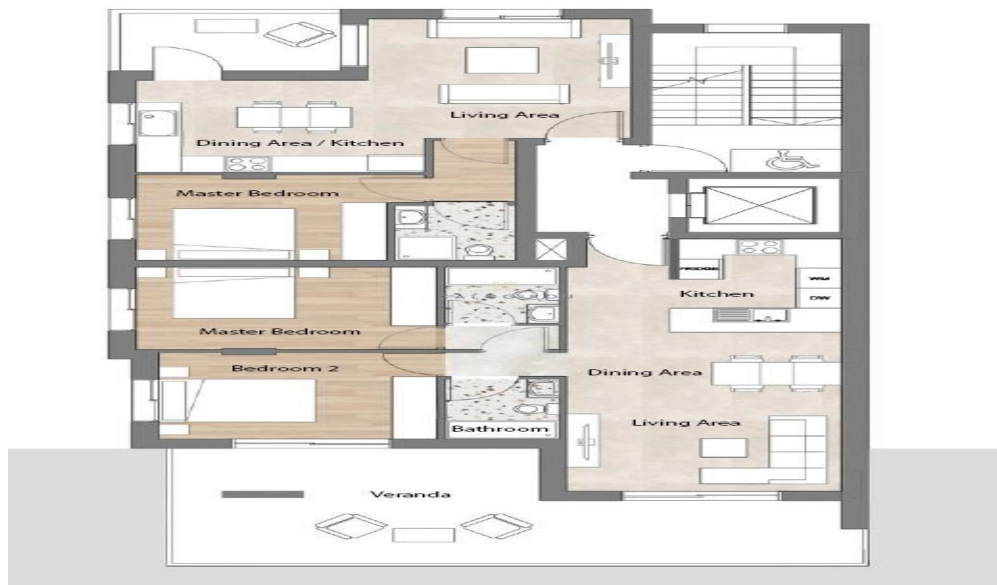 Living Area
Dining Area / Kitchen
Master Bedroom
Kitchen
WM
DW
Master Bedroom
Bedroom 2
Dining Area
Living Area
Bathroom
Veranda